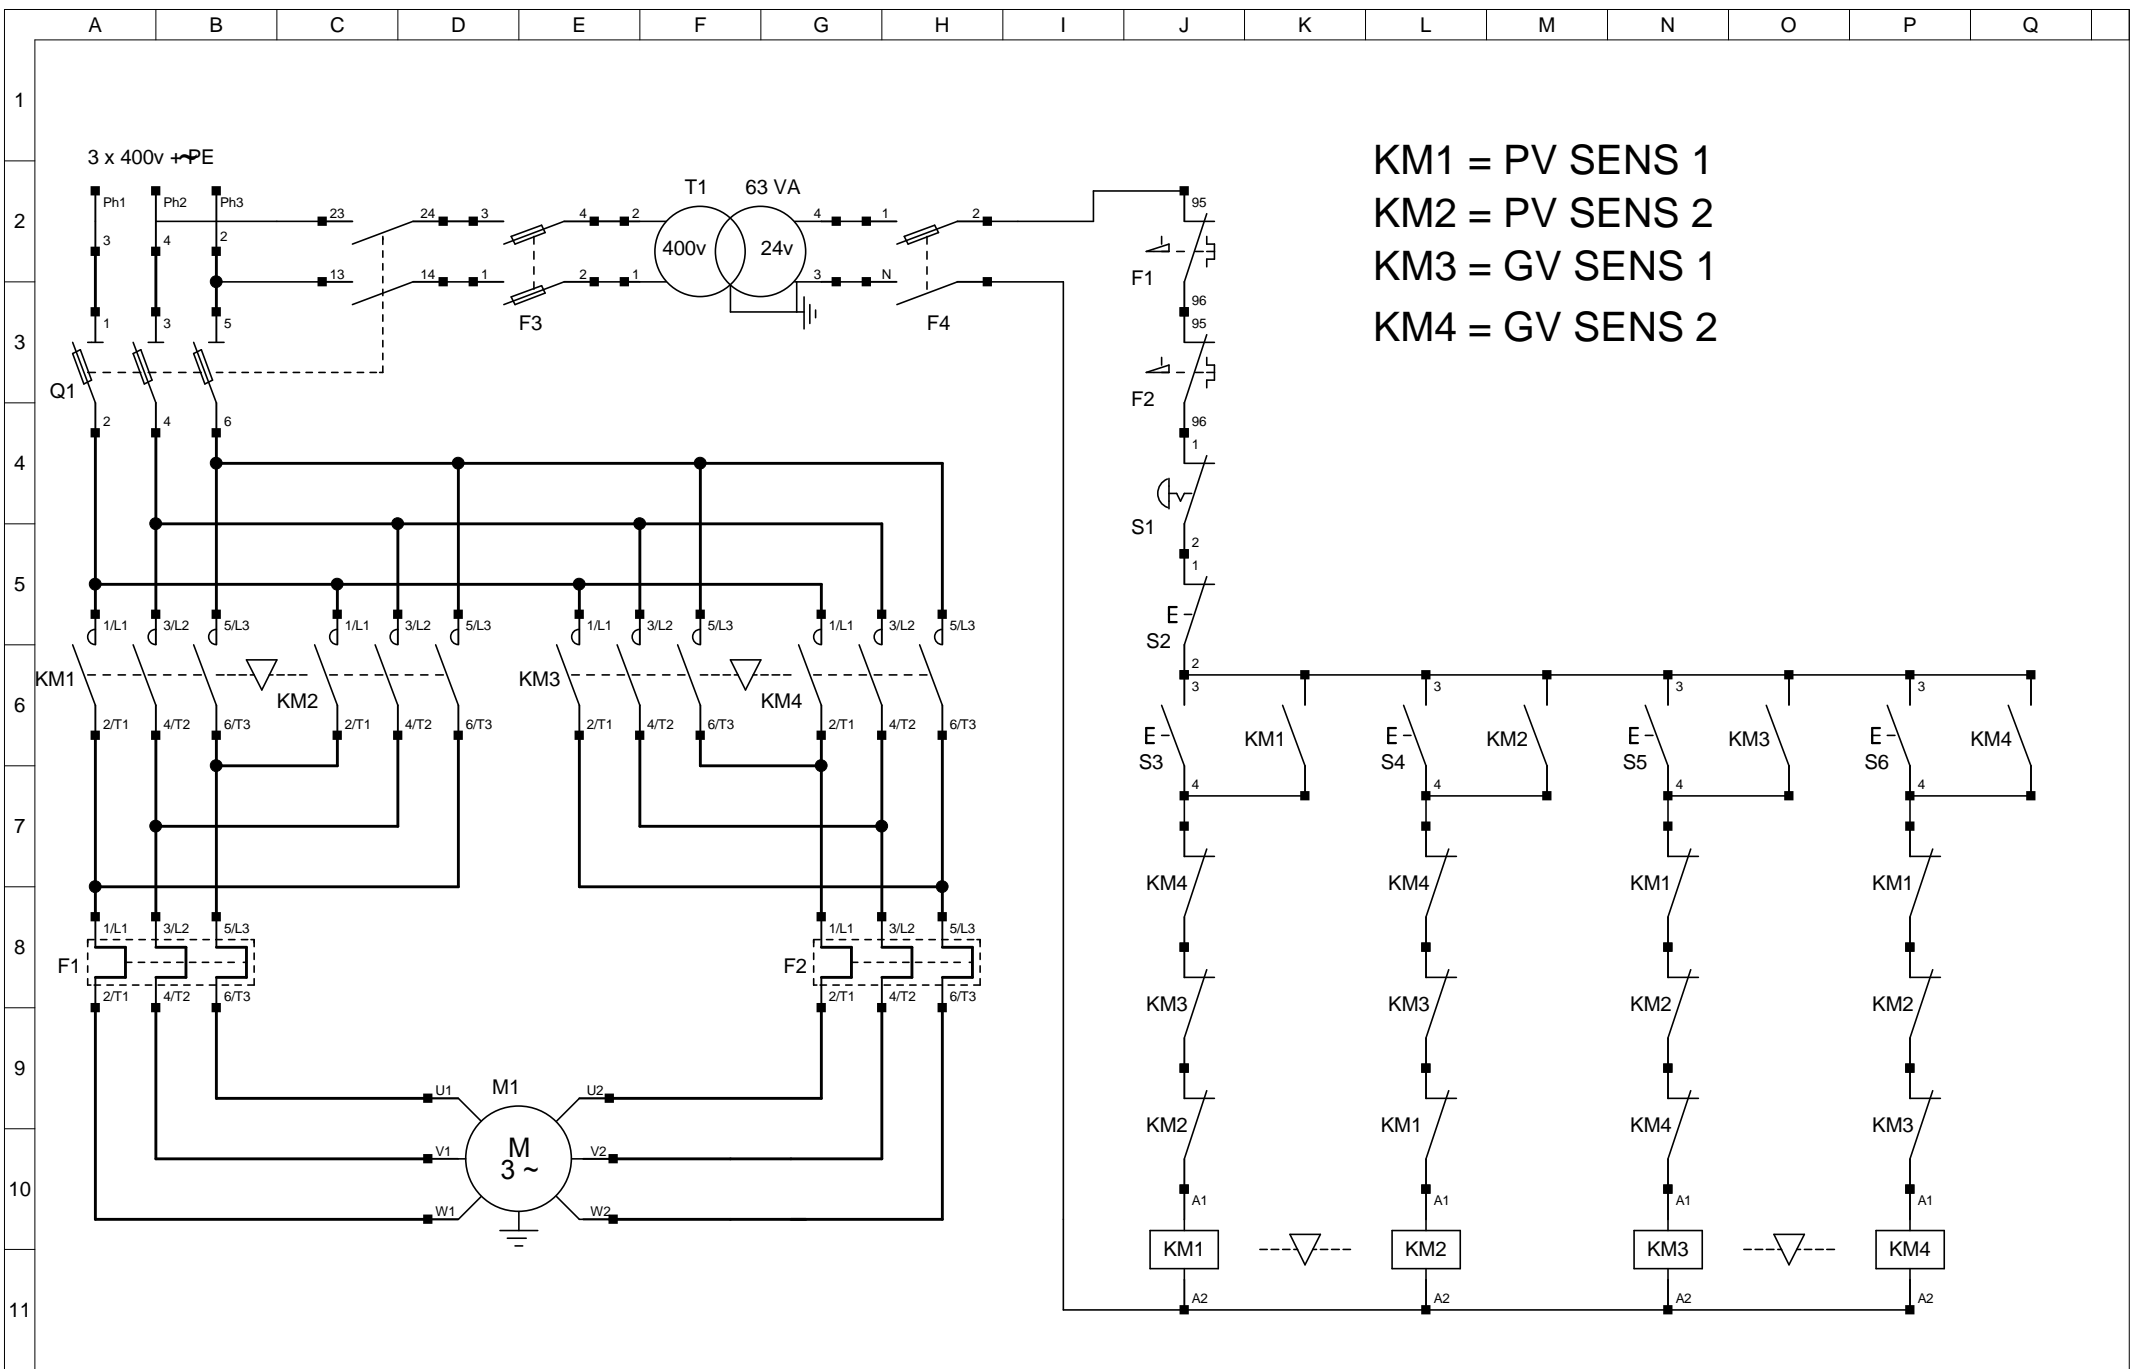 A B C D E F G H I J K L M N O P Q
1
3 x 400v +~PE
KM1 = PV SENS 1
T1 63 VA
Ph1 Ph2 Ph3
95
2
23 24 3 4 2 4 1 2
KM2 = PV SENS 2
3 4 2
400v 24v
KM3 = GV SENS 1
13 14 1 2 1 3 N
F1
96
1 3 5
F3 F4
95
KM4 = GV SENS 2
3
Q1
F2
2 4 6
96
1
4
S1
2
1
5
1/L1 3/L2 5/L3 1/L1 3/L2 5/L3 1/L1 3/L2 5/L3 1/L1 3/L2 5/L3
E
S2
2
KM1 KM3
3 3 3 3
KM2 KM4
6
2/T1 4/T2 6/T3 2/T1 4/T2 6/T3 2/T1 4/T2 6/T3 2/T1 4/T2 6/T3
E KM1 E KM2 E KM3 E KM4
S3 S4 S5 S6
4 4 4 4
7
KM4 KM4 KM1 KM1
1/L1 3/L2 5/L3 1/L1 3/L2 5/L3
8
F1 F2
2/T1 4/T2 6/T3 2/T1 4/T2 6/T3
KM3 KM3 KM2 KM2
9
M1
U1 U2
KM2 KM1 KM4 KM3
M
V1 V2
3 ~
10
A1 A1 A1 A1
W1 W2
KM1 KM2 KM3 KM4
A2 A2 A2 A2
11